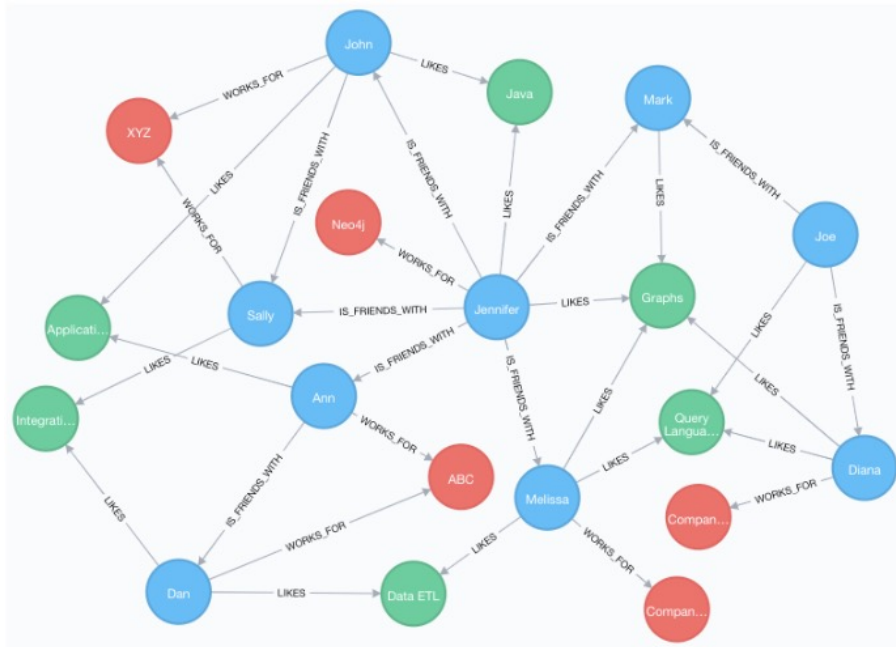 John
LIKES
WORKS_FOR
Java
Mark
XYZ
IS_FRIENDS_WITH
IS_FRIENDS_WITH
IS_FRIENDS_WITH
LIKES
LIKES
LIKES
IS_FRIENDS_WITH
WORKS_FOR
Neo4j
WORKS_FOR
Joe
Graphs
Jennifer
LIKES
IS_FRIENDS_WITH
Sally
Applicati...
LIKES
LIKES
IS_FRIENDS_WITH
LIKES
IS_FRIENDS_WITH
Ann
IS_FRIENDS_WITH
LIKES
LIKES
Integrati...
Query
Langua...
WORKS_FOR
LIKES
LIKES
Diana
ABC
IS_FRIENDS_WITH
Melissa
WORKS_FOR
Compan...
LIKES
WORKS_FOR
LIKES
WORKS_FOR
Dan
LIKES
Data ETL
Compan...